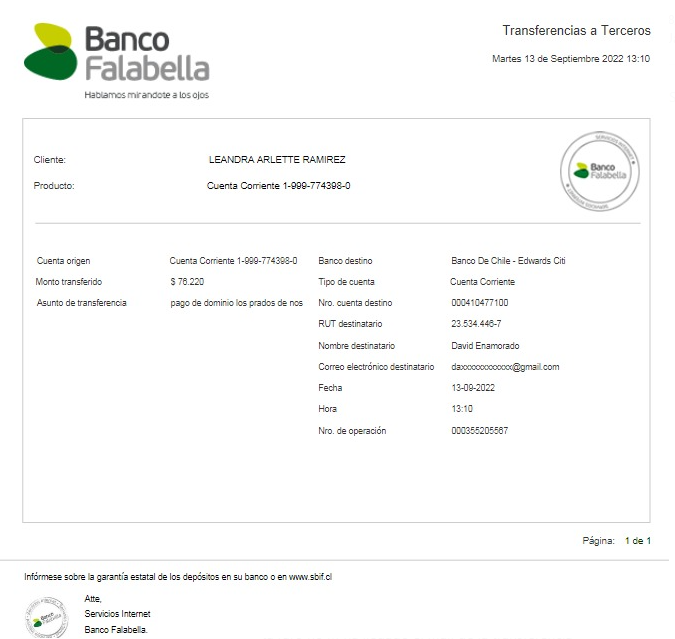 Banco
Falabella
Hablamos mirandote a los ojos
Transferencias a Terceros
Martes 13 de Septiembre 2022 13:10
Cliente: LEANDRA ARLETTE RAMIREZ
Producto: Cuenta Corriente 1-999-774398-0
Banco
Falabella
Cuenta origen Cuenta Corriente 1-999-774398-0 Banco destino Banco De Chile - Edwards Citi
Monto transferido $ 76.220 Tipo de cuenta Cuenta Corriente
Asunto de transferencia pago de dominio los prados de nos Nro. cuenta destino 000410477100
RUT destinatario 23.534.446-7
Nombre destinatario David Enamorado
Correo electrónico destinatario daxxxxxxxxxxxx@gmail.com
Fecha 13-09-2022
Hora 13:10
Nro. de operación 000355205567
Página: 1 de 1
Infórmese sobre la garantía estatal de los depósitos en su banco o en www.sbif.cl
Atte,
Servicios Internet
Banco Falabella.